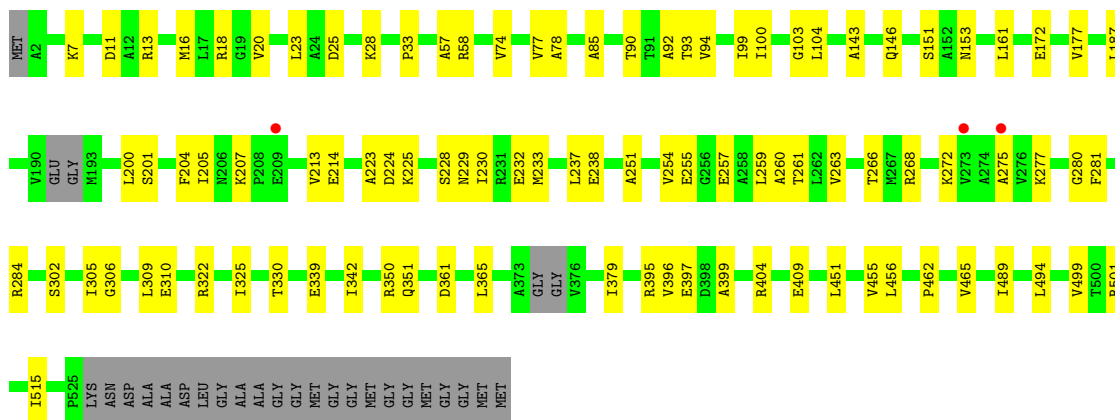 MET A2 K7 D11 A12 R13 M16 L17 R18 G19 V20 L23 A24 D25 K28 P33 A57 R58 V74 V77 A78 A85 T90 T91 A92 T93 V94 I99 I100 G103 L104 A143 Q146 S151 A152 N153 L161 E172 V177 L187
V190 GLU GLY M193 L200 S201 F204 I205 N206 K207 P208 E209 V213 E214 A223 D224 K225 S228 N229 I230 R231 E232 M233 L237 E238 A251 V254 E255 G256 E257 A258 L259 A260 T261 L262 V263 T266 M267 R268 K272 V273 A274 A275 V276 K277 G280 F281
R284 S302 I305 G306 L309 E310 R322 I325 T330 E339 I342 R350 Q351 D361 L365 A373 GLY GLY V376 I379 R395 V396 E397 D398 A399 R404 E409 L451 V455 L456 P462 V465 I489 L494 V499 T500 R501
I515 P525 LYS ASN ASP ALA ALA ASP LEU GLY ALA ALA GLY GLY MET GLY GLY MET GLY GLY MET MET